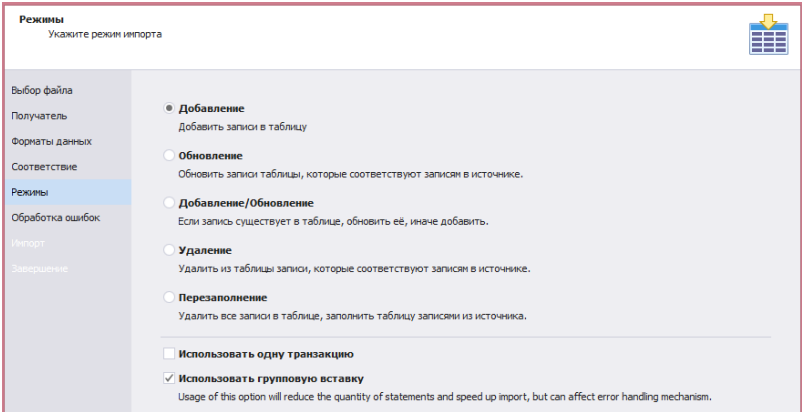 Режимы
Укажите режим импорта
Выбор файла
Получатель
Форматы данных
Соответствие
Режимы
Обработка ошибок
Импорт
Завершение
Добавление
Добавить записи в таблицу
Обновление
Обновить записи таблицы, которые соответствуют записям в источнике.
Добавление/Обновление
Если запись существует в таблице, обновить её, иначе добавить.
Удаление
Удалить из таблицы записи, которые соответствуют записям в источнике.
Перезаполнение
Удалить все записи в таблице, заполнить таблицу записями из источника.
Использовать одну транзакцию
Использовать групповую вставку
Usage of this option will reduce the quantity of statements and speed up import, but can affect error handling mechanism.